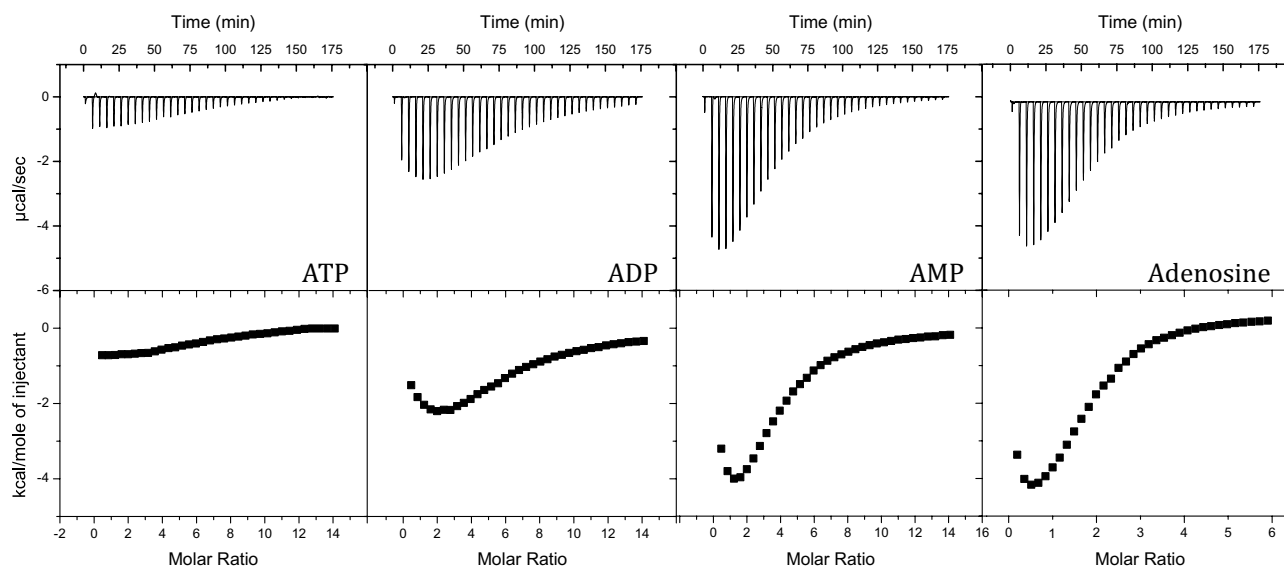 Time (min) Time (min) Time (min) Time (min)
0 25 50 75 100 125 150 175 0 25 50 75 100 125 150 175 0 25 50 75 100 125 150 175 0 25 50 75 100 125 150 175
0
-2
-4
-6
µcal/sec
ATP ADP AMP Adenosine
0
-2
-4
kcal/mole of injectant
-2 0 2 4 6 8 10 12 14 0 2 4 6 8 10 12 14 0 2 4 6 8 10 12 14 16 0 1 2 3 4 5 6
Molar Ratio Molar Ratio Molar Ratio Molar Ratio